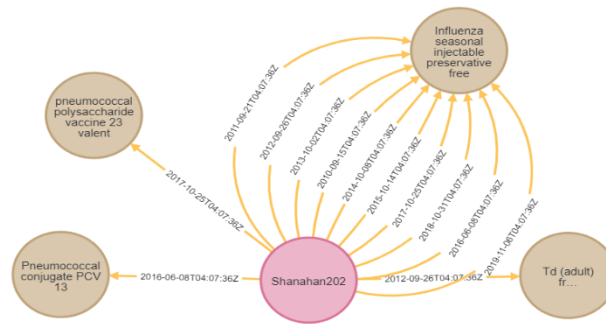 Influenza
seasonal
injectable
preservative
free
pneumococcal
polysaccharide
vaccine 23
valent
2011-09-21T04:07:36Z
2012-09-26T04:07:36Z
2013-10-02T04:07:36Z
2010-09-15T04:07:36Z
2014-10-08T04:07:36Z
2015-10-14T04:07:36Z
2017-10-25T04:07:36Z
2018-10-31T04:07:36Z
2016-06-08T04:07:36Z
2019-11-06T04:07:36Z
2017-10-25T04:07:36Z
Pneumococcal
conjugate PCV
13
2016-06-08T04:07:36Z
Shanahan202
2012-09-26T04:07:36Z
Td (adult)
fr...